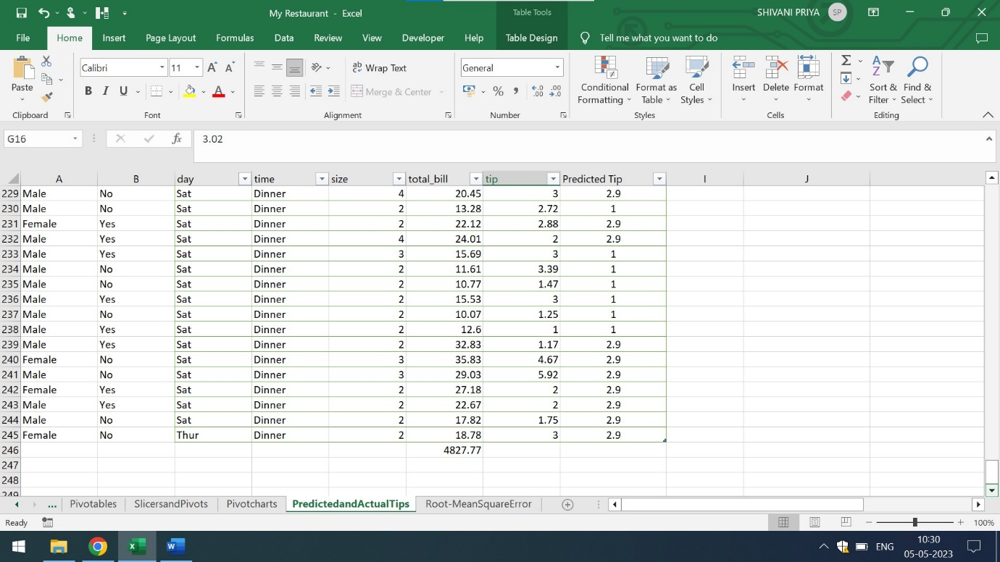 My Restaurant - Excel Table Tools SHIVANI PRIYA SP
File Home Insert Page Layout Formulas Data Review View Developer Help Table Design Tell me what you want to do
Calibri 11 A A ab Wrap Text General
Paste B I U A Merge & Center % , Conditional Formatting Format as Table Cell Styles Insert Delete Format Sort & Filter Find & Select
Clipboard Font Alignment Number Styles Cells Editing
G16 fx 3.02
A B day time size total_bill tip Predicted Tip I J
229 Male No Sat Dinner 4 20.45 3 2.9
230 Male No Sat Dinner 2 13.28 2.72 1
231 Female Yes Sat Dinner 2 22.12 2.88 2.9
232 Male Yes Sat Dinner 4 24.01 2 2.9
233 Male Yes Sat Dinner 3 15.69 3 1
234 Male No Sat Dinner 2 11.61 3.39 1
235 Male No Sat Dinner 2 10.77 1.47 1
236 Male Yes Sat Dinner 2 15.53 3 1
237 Male No Sat Dinner 2 10.07 1.25 1
238 Male Yes Sat Dinner 2 12.6 1 1
239 Male Yes Sat Dinner 2 32.83 1.17 2.9
240 Female No Sat Dinner 3 35.83 4.67 2.9
241 Male No Sat Dinner 3 29.03 5.92 2.9
242 Female Yes Sat Dinner 2 27.18 2 2.9
243 Male Yes Sat Dinner 2 22.67 2 2.9
244 Male No Sat Dinner 2 17.82 1.75 2.9
245 Female No Thur Dinner 2 18.78 3 2.9
246 4827.77
247
248
249
... Pivotables SlicersandPivots Pivotcharts PredictedandActualTips Root-MeanSquareError
Ready 100%
ENG 10:30
05-05-2023